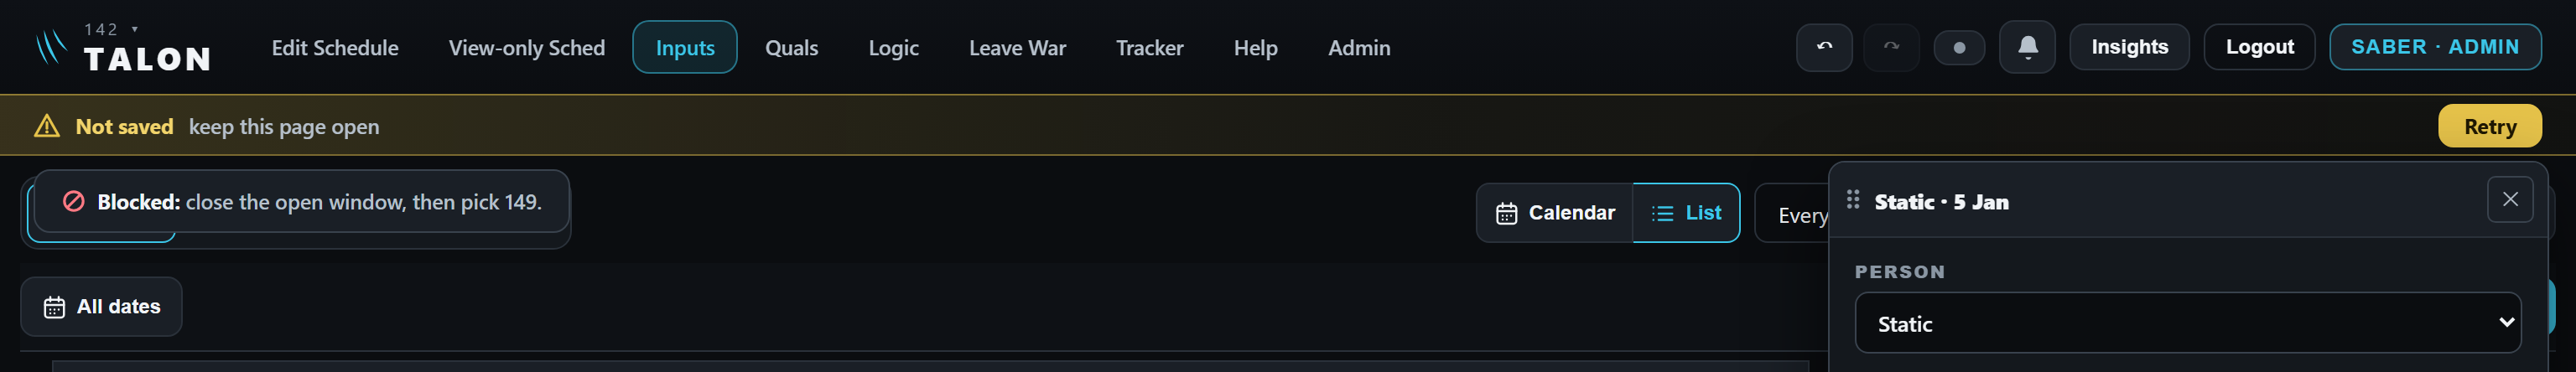 142 ▾
TALON
Edit Schedule
View-only Sched
Inputs
Quals
Logic
Leave War
Tracker
Help
Admin
Insights
Logout
SABER · ADMIN
Not saved keep this page open
Retry
Blocked: close the open window, then pick 149.
Calendar
List
Every
Static · 5 Jan
All dates
PERSON
Static